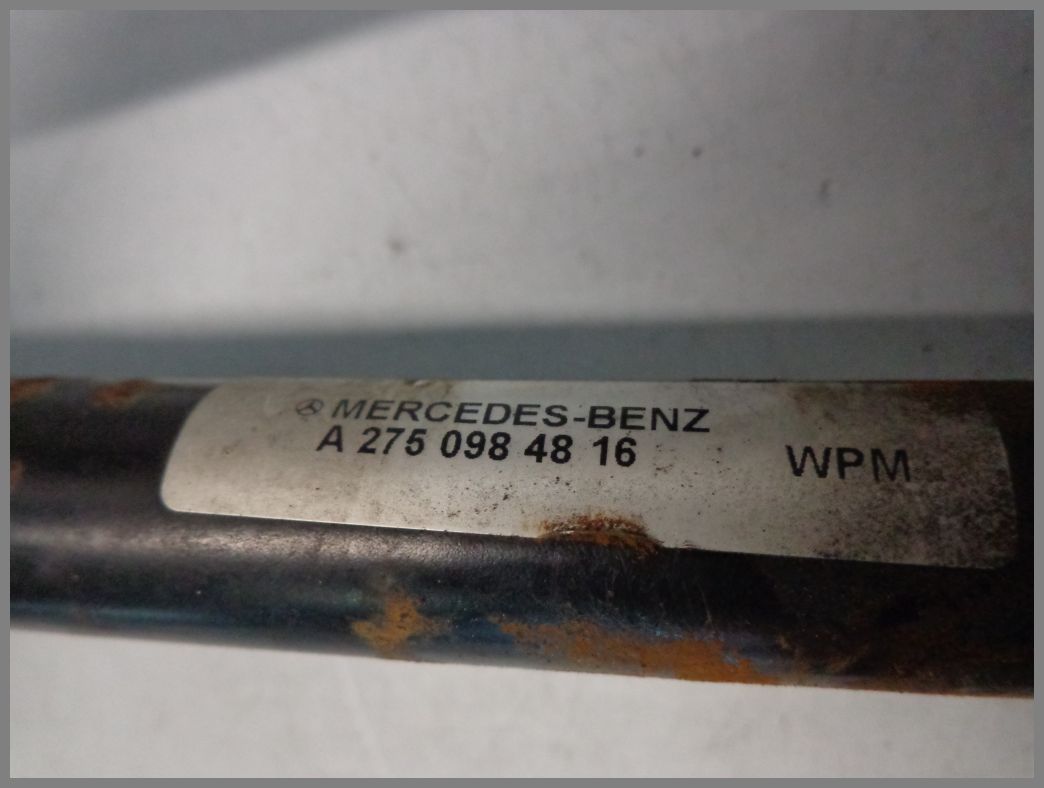 MERCEDES-BENZ
A 275 098 48 16
WPM